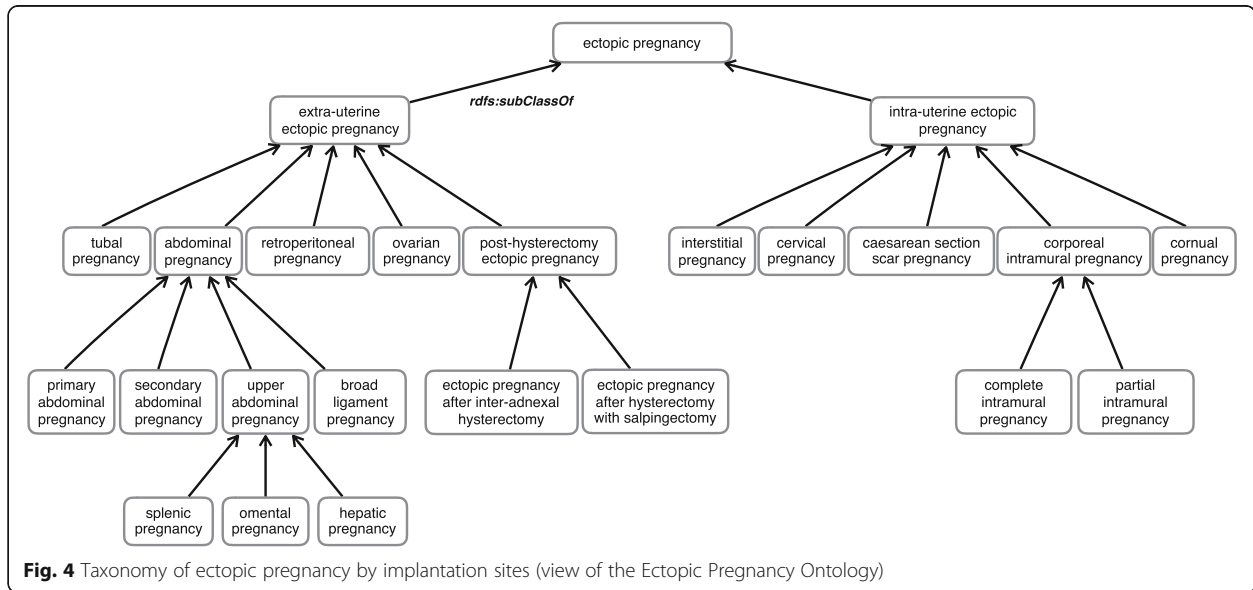 ectopic pregnancy
rdfs:subClassOf
extra-uterine
ectopic pregnancy
intra-uterine ectopic
pregnancy
tubal
pregnancy
abdominal
pregnancy
retroperitoneal
pregnancy
ovarian
pregnancy
post-hysterectomy
ectopic pregnancy
interstitial
pregnancy
cervical
pregnancy
caesarean section
scar pregnancy
corporeal
intramural pregnancy
cornual
pregnancy
primary
abdominal
pregnancy
secondary
abdominal
pregnancy
upper
abdominal
pregnancy
broad
ligament
pregnancy
ectopic pregnancy
after inter-adnexal
hysterectomy
ectopic pregnancy
after hysterectomy
with salpingectomy
complete
intramural
pregnancy
partial
intramural
pregnancy
splenic
pregnancy
omental
pregnancy
hepatic
pregnancy
Fig. 4 Taxonomy of ectopic pregnancy by implantation sites (view of the Ectopic Pregnancy Ontology)